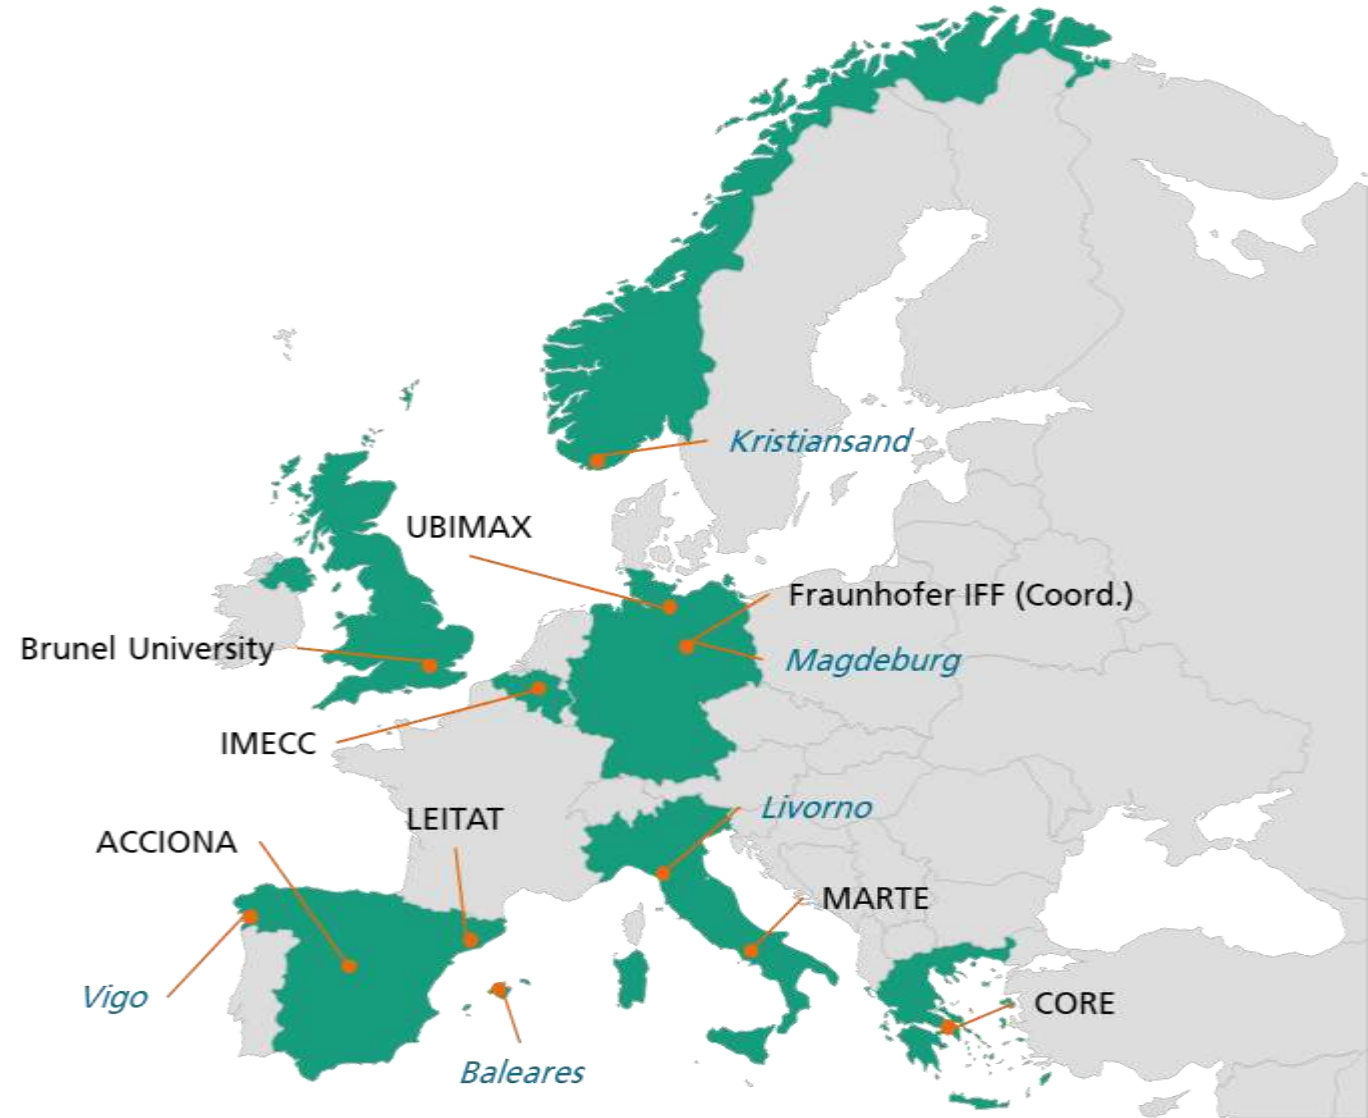 Kristiansand
UBIMAX
Fraunhofer IFF (Coord.)
Brunel University
Magdeburg
IMECC
Livorno
LEITAT
ACCIONA
MARTE
Vigo
CORE
Baleares